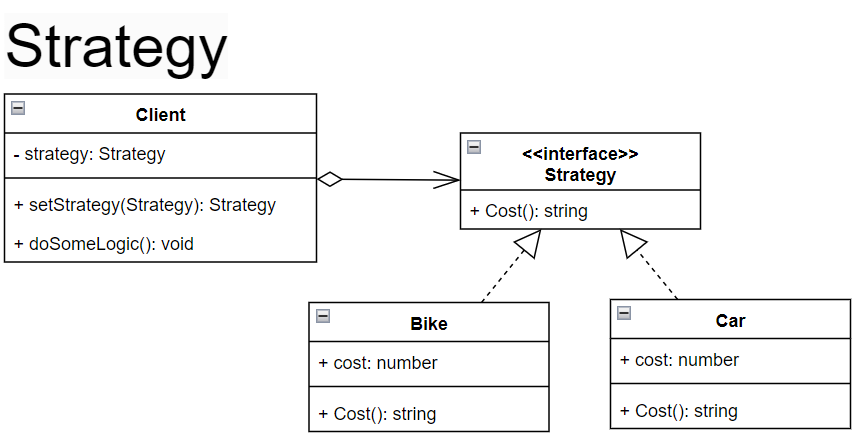 Strategy
Client
- strategy: Strategy
+ setStrategy(Strategy): Strategy
+ doSomeLogic(): void
<<interface>>
Strategy
+ Cost(): string
Bike
+ cost: number
+ Cost(): string
Car
+ cost: number
+ Cost(): string